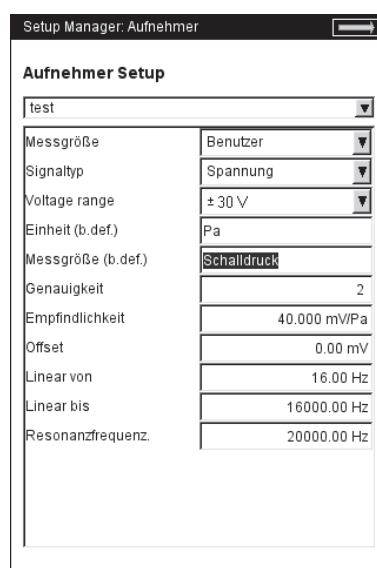 Setup Manager: Aufnehmer
Aufnehmer Setup
test
Messgröße Benutzer
Signaltyp Spannung
Voltage range ± 30 V
Einheit (b.def.) Pa
Messgröße (b.def.) Schalldruck
Genauigkeit 2
Empfindlichkeit 40.000 mV/Pa
Offset 0.00 mV
Linear von 16.00 Hz
Linear bis 16000.00 Hz
Resonanzfrequenz. 20000.00 Hz